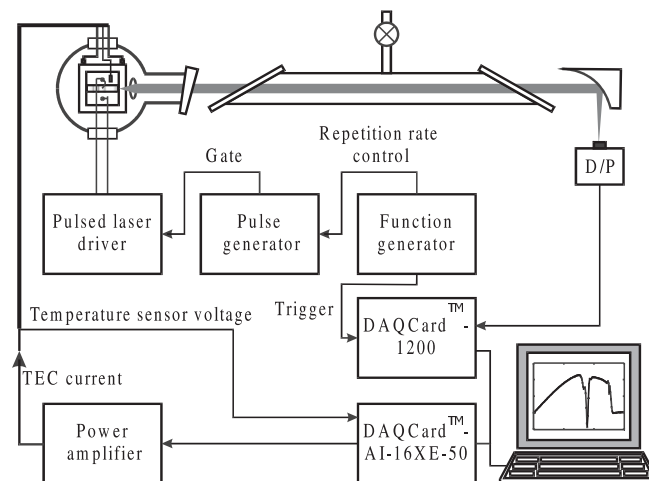 Repetition rate
control
Gate
D/P
Pulsed laser
driver
Pulse
generator
Function
generator
Trigger
Temperature sensor voltage
DAQCard™-
1200
TEC current
Power
amplifier
DAQCard™-
AI-16XE-50